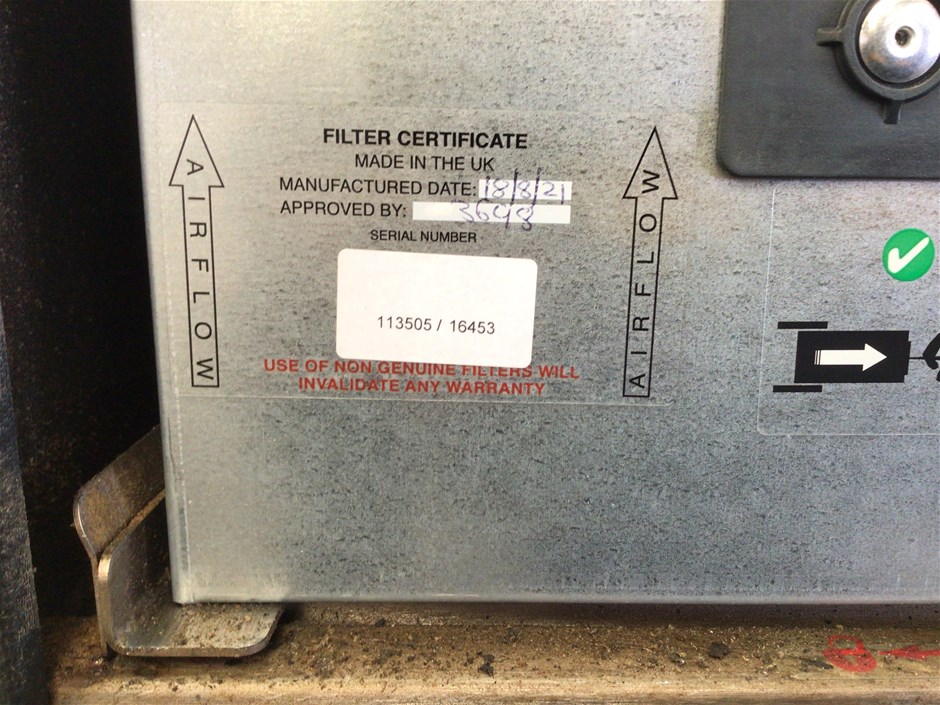 FILTER CERTIFICATE
MADE IN THE UK
MANUFACTURED DATE: 18/8/21
APPROVED BY: 3648
SERIAL NUMBER
113505 / 16453
USE OF NON GENUINE FILTERS WILL
INVALIDATE ANY WARRANTY
AIRFLOW
AIRFLOW